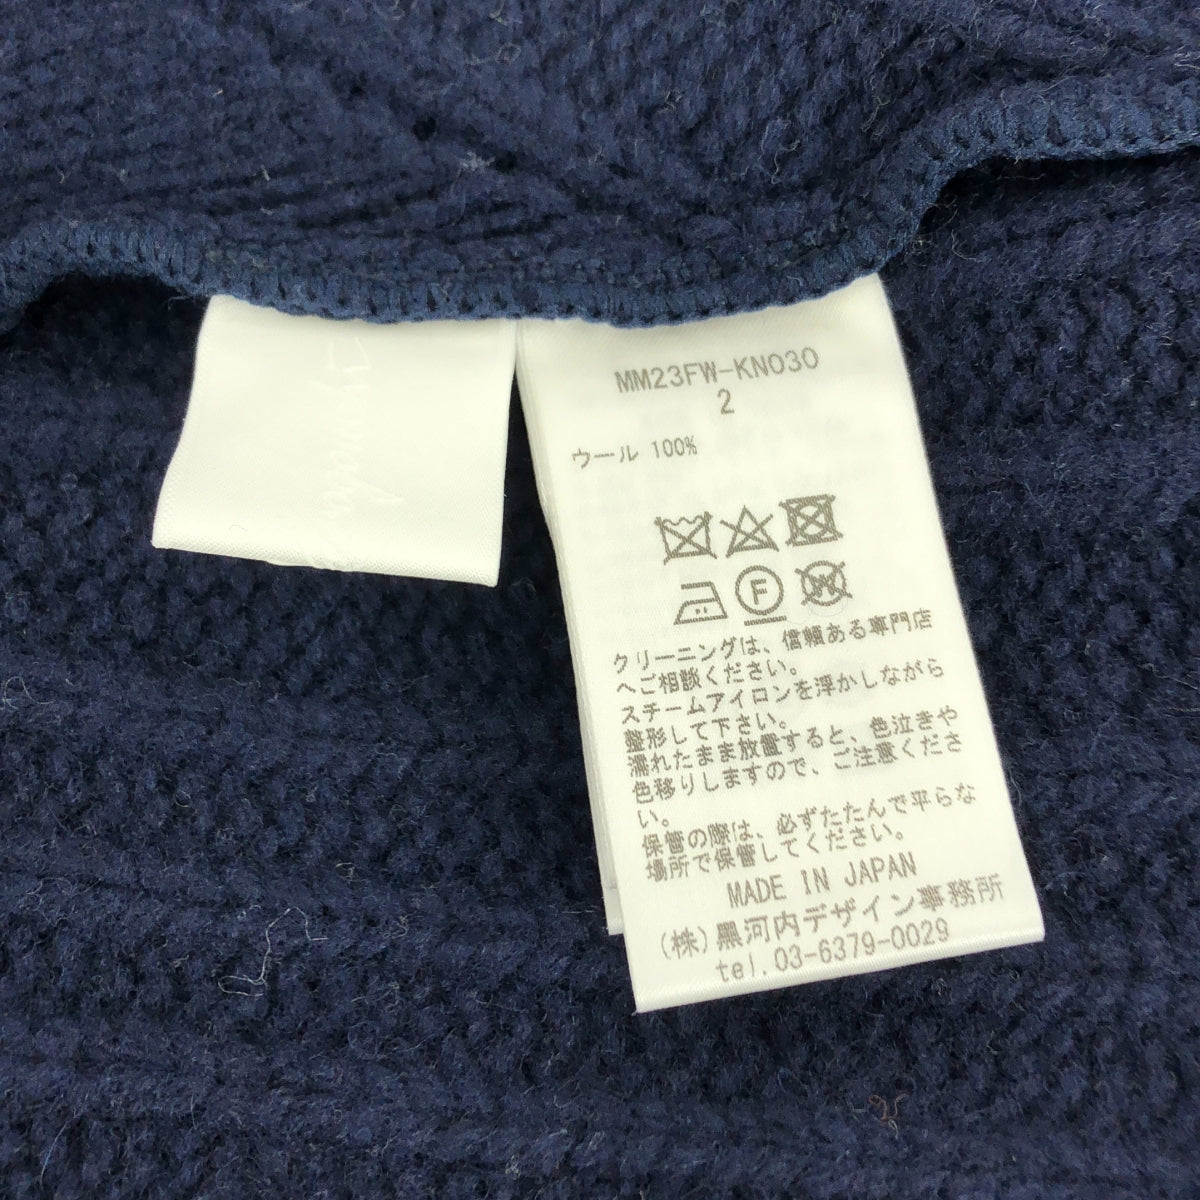 MM23FW-KN030
2
ウール 100%
F
W
クリーニングは、信頼ある専門店
へご相談ください。
スチームアイロンを浮かしながら
整形して下さい。
濡れたまま放置すると、色泣きや
色移りしますので、ご注意くださ
い。
保管の際は、必ずたたんで平らな
場所で保管してください。
MADE IN JAPAN
(株)黒河内デザイン事務所
tel.03-6379-0029